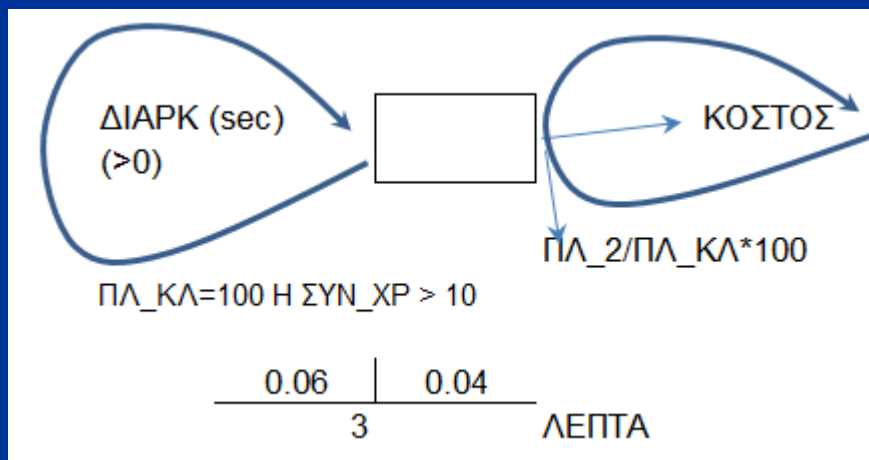 ΔΙΑΡΚ (sec)
(>0)
ΚΟΣΤΟΣ
ΠΛ_2/ΠΛ_ΚΛ*100
ΠΛ_ΚΛ=100 Η ΣΥΝ_ΧΡ > 10
0.06 0.04
3 ΛΕΠΤΑ